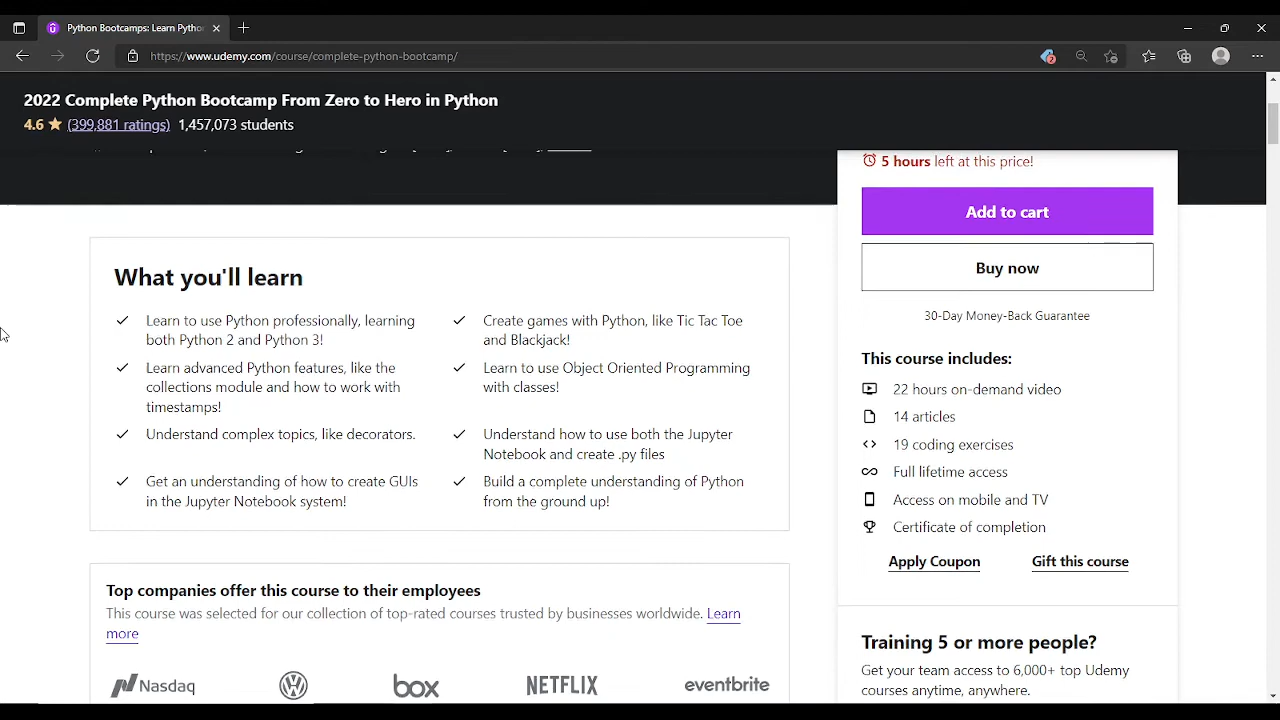 Python Bootcamps: Learn Pytho
https://www.udemy.com/course/complete-python-bootcamp/
2
2022 Complete Python Bootcamp From Zero to Hero in Python
4.6 ★ (399,881 ratings) 1,457,073 students
5 hours left at this price!
Add to cart
Buy now
30-Day Money-Back Guarantee
What you'll learn
Learn to use Python professionally, learning
both Python 2 and Python 3!
Learn advanced Python features, like the
collections module and how to work with
timestamps!
Understand complex topics, like decorators.
Get an understanding of how to create GUIs
in the Jupyter Notebook system!
Create games with Python, like Tic Tac Toe
and Blackjack!
Learn to use Object Oriented Programming
with classes!
Understand how to use both the Jupyter
Notebook and create .py files
Build a complete understanding of Python
from the ground up!
This course includes:
22 hours on-demand video
14 articles
19 coding exercises
Full lifetime access
Access on mobile and TV
Certificate of completion
Apply Coupon
Gift this course
Top companies offer this course to their employees
This course was selected for our collection of top-rated courses trusted by businesses worldwide. Learn
more
Nasdaq
box
NETFLIX
eventbrite
Training 5 or more people?
Get your team access to 6,000+ top Udemy
courses anytime, anywhere.